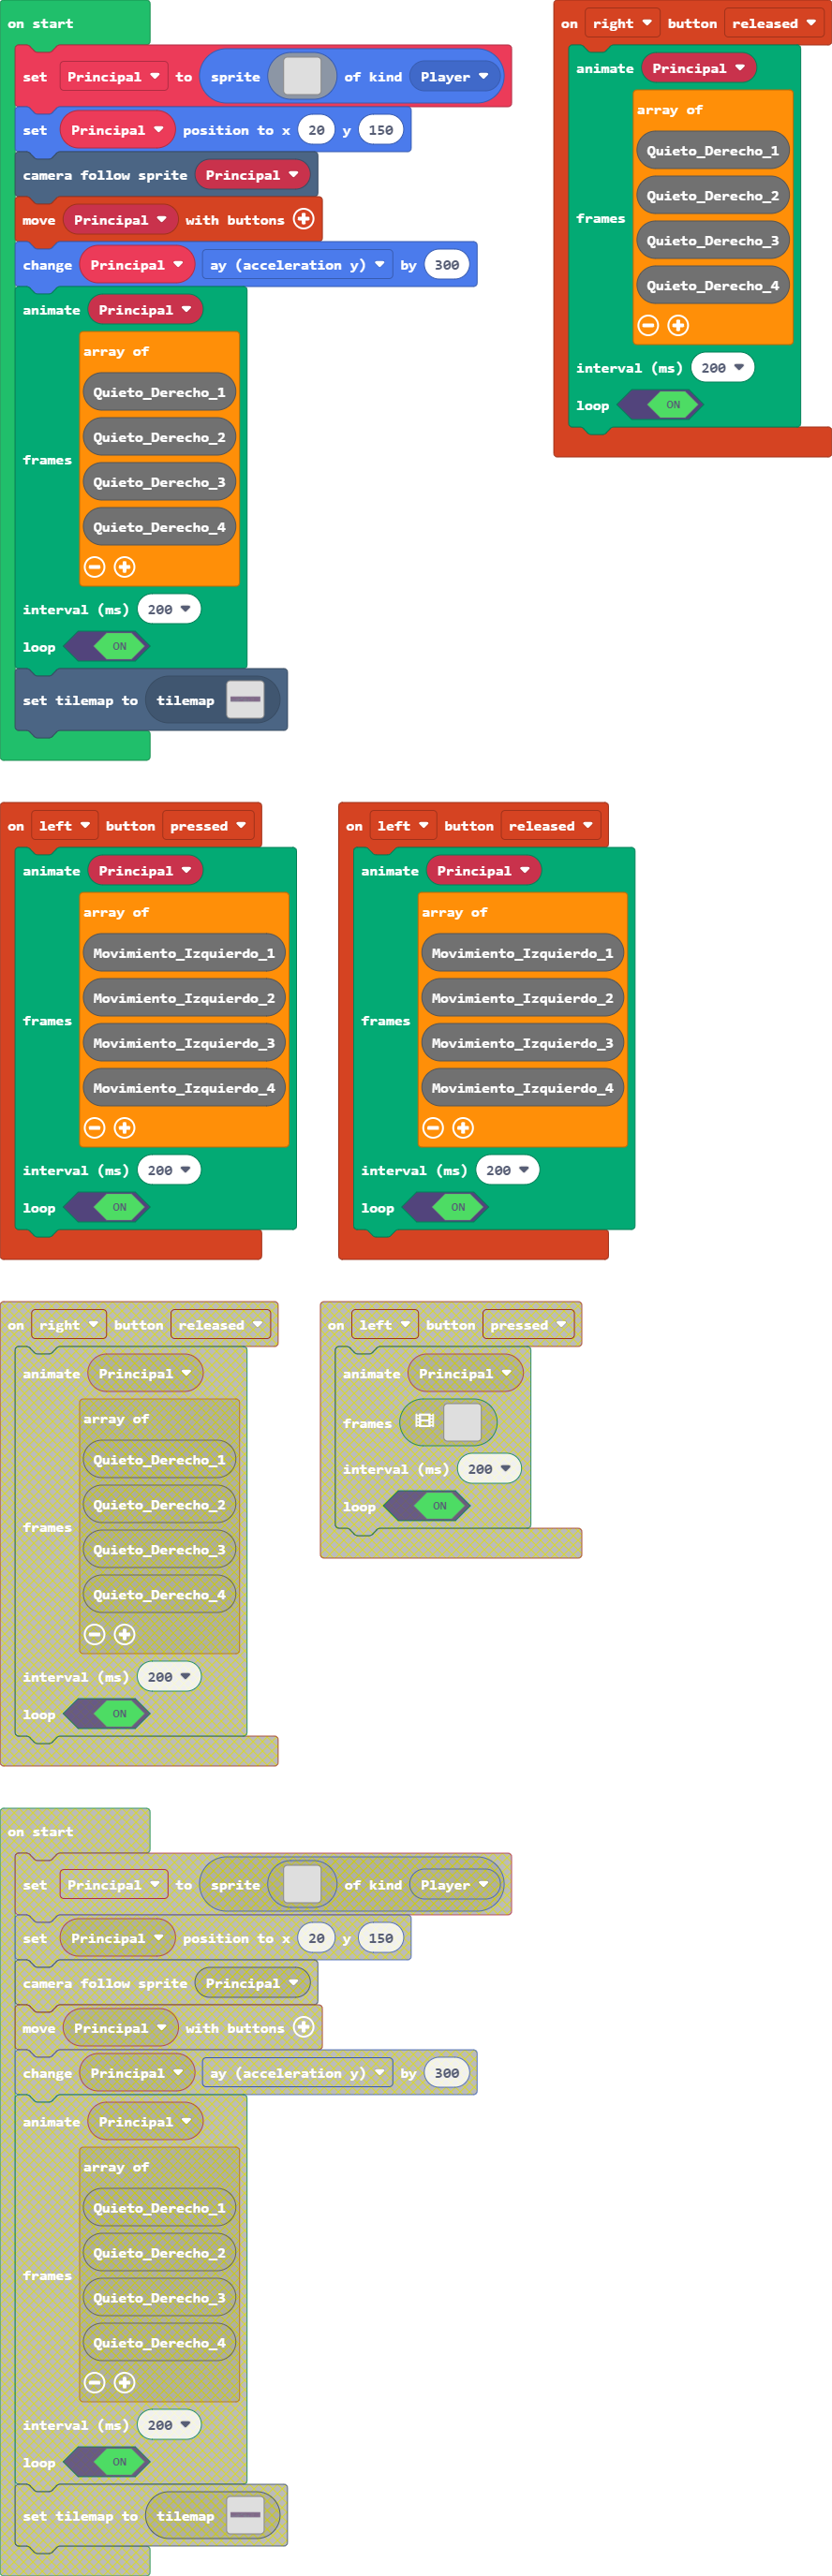 on start
set Principal to sprite of kind Player
set Principal position to x 20 y 150
camera follow sprite Principal
move Principal with buttons
change Principal ay (acceleration y) by 300
animate Principal
array of
Quieto_Derecho_1
Quieto_Derecho_2
frames
Quieto_Derecho_3
Quieto_Derecho_4
interval (ms) 200
loop ON
set tilemap to tilemap
on right button released
animate Principal
array of
Quieto_Derecho_1
Quieto_Derecho_2
frames
Quieto_Derecho_3
Quieto_Derecho_4
interval (ms) 200
loop ON
on left button pressed
animate Principal
array of
Movimiento_Izquierdo_1
Movimiento_Izquierdo_2
frames
Movimiento_Izquierdo_3
Movimiento_Izquierdo_4
interval (ms) 200
loop ON
on left button released
animate Principal
array of
Movimiento_Izquierdo_1
Movimiento_Izquierdo_2
frames
Movimiento_Izquierdo_3
Movimiento_Izquierdo_4
interval (ms) 200
loop ON
on right button released
animate Principal
array of
Quieto_Derecho_1
Quieto_Derecho_2
frames
Quieto_Derecho_3
Quieto_Derecho_4
interval (ms) 200
loop ON
on left button pressed
animate Principal
frames
interval (ms) 200
loop ON
on start
set Principal to sprite of kind Player
set Principal position to x 20 y 150
camera follow sprite Principal
move Principal with buttons
change Principal ay (acceleration y) by 300
animate Principal
array of
Quieto_Derecho_1
Quieto_Derecho_2
frames
Quieto_Derecho_3
Quieto_Derecho_4
interval (ms) 200
loop ON
set tilemap to tilemap